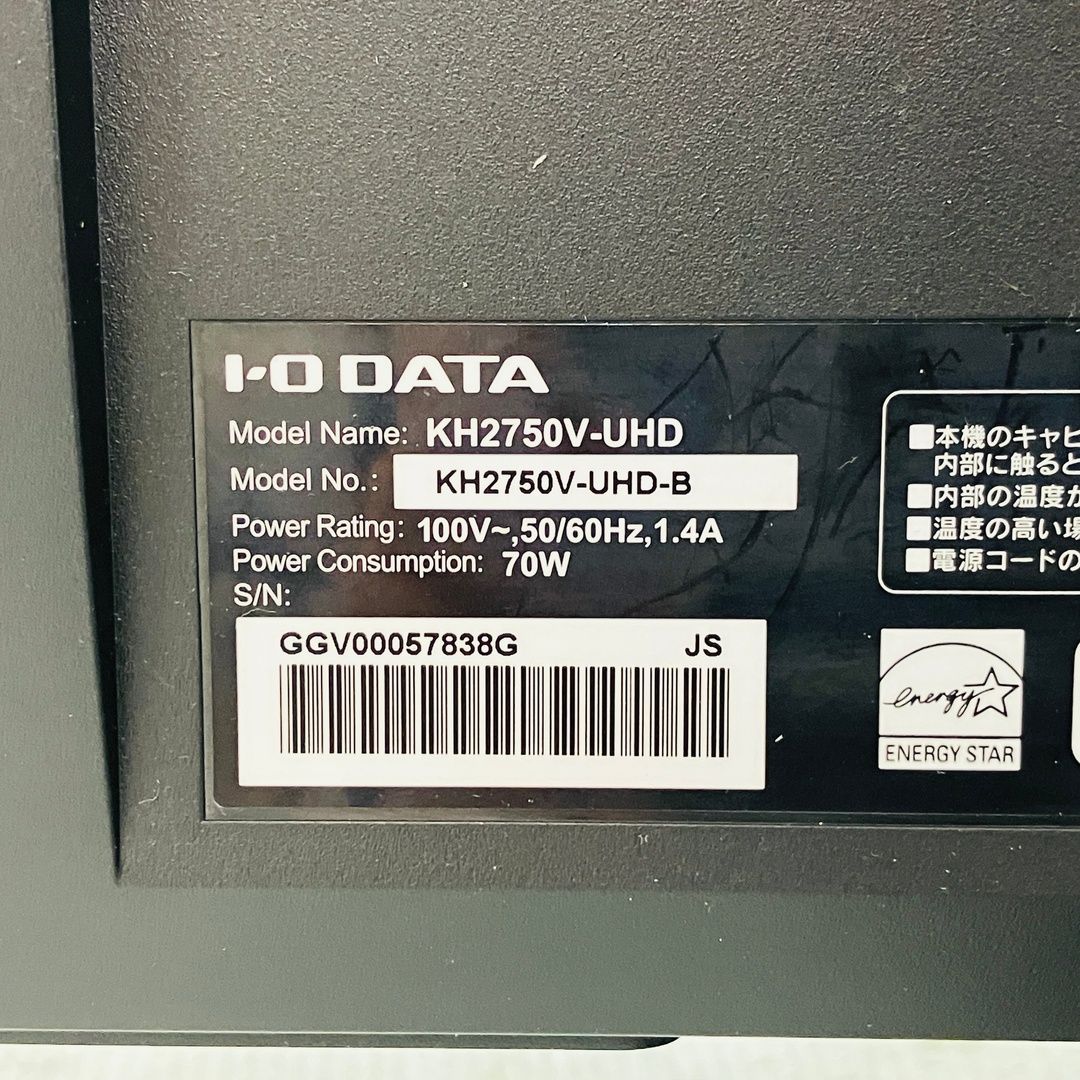 I-O DATA
Model Name: KH2750V-UHD
Model No.: KH2750V-UHD-B
Power Rating: 100V~,50/60Hz,1.4A
Power Consumption: 70W
S/N:
GGV00057838G JS
■本機のキャビ
内部に触ると
■内部の温度か
■温度の高い場
■電源コードの
energy
ENERGY STAR